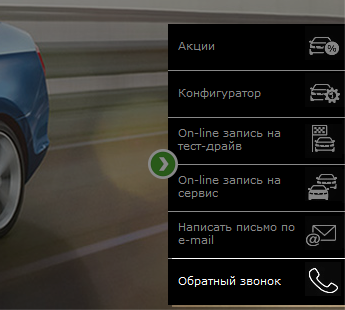 Акции
%
Конфигуратор
On-line запись на
тест-драйв
On-line запись на
сервис
Написать письмо по
e-mail
@
Обратный звонок